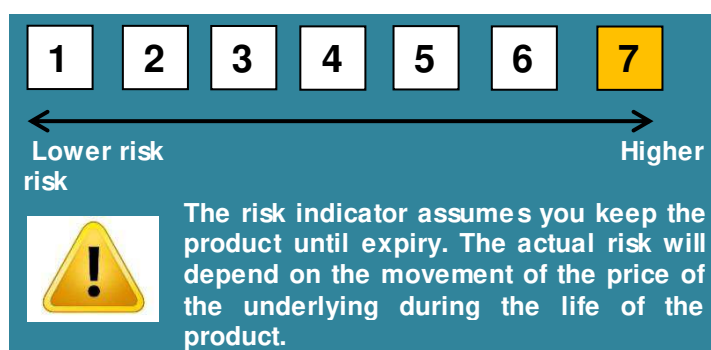 1 2 3 4 5 6 7
Lower risk Higher
risk
!
The risk indicator assumes you keep the
product until expiry. The actual risk will
depend on the movement of the price of
the underlying during the life of the
product.